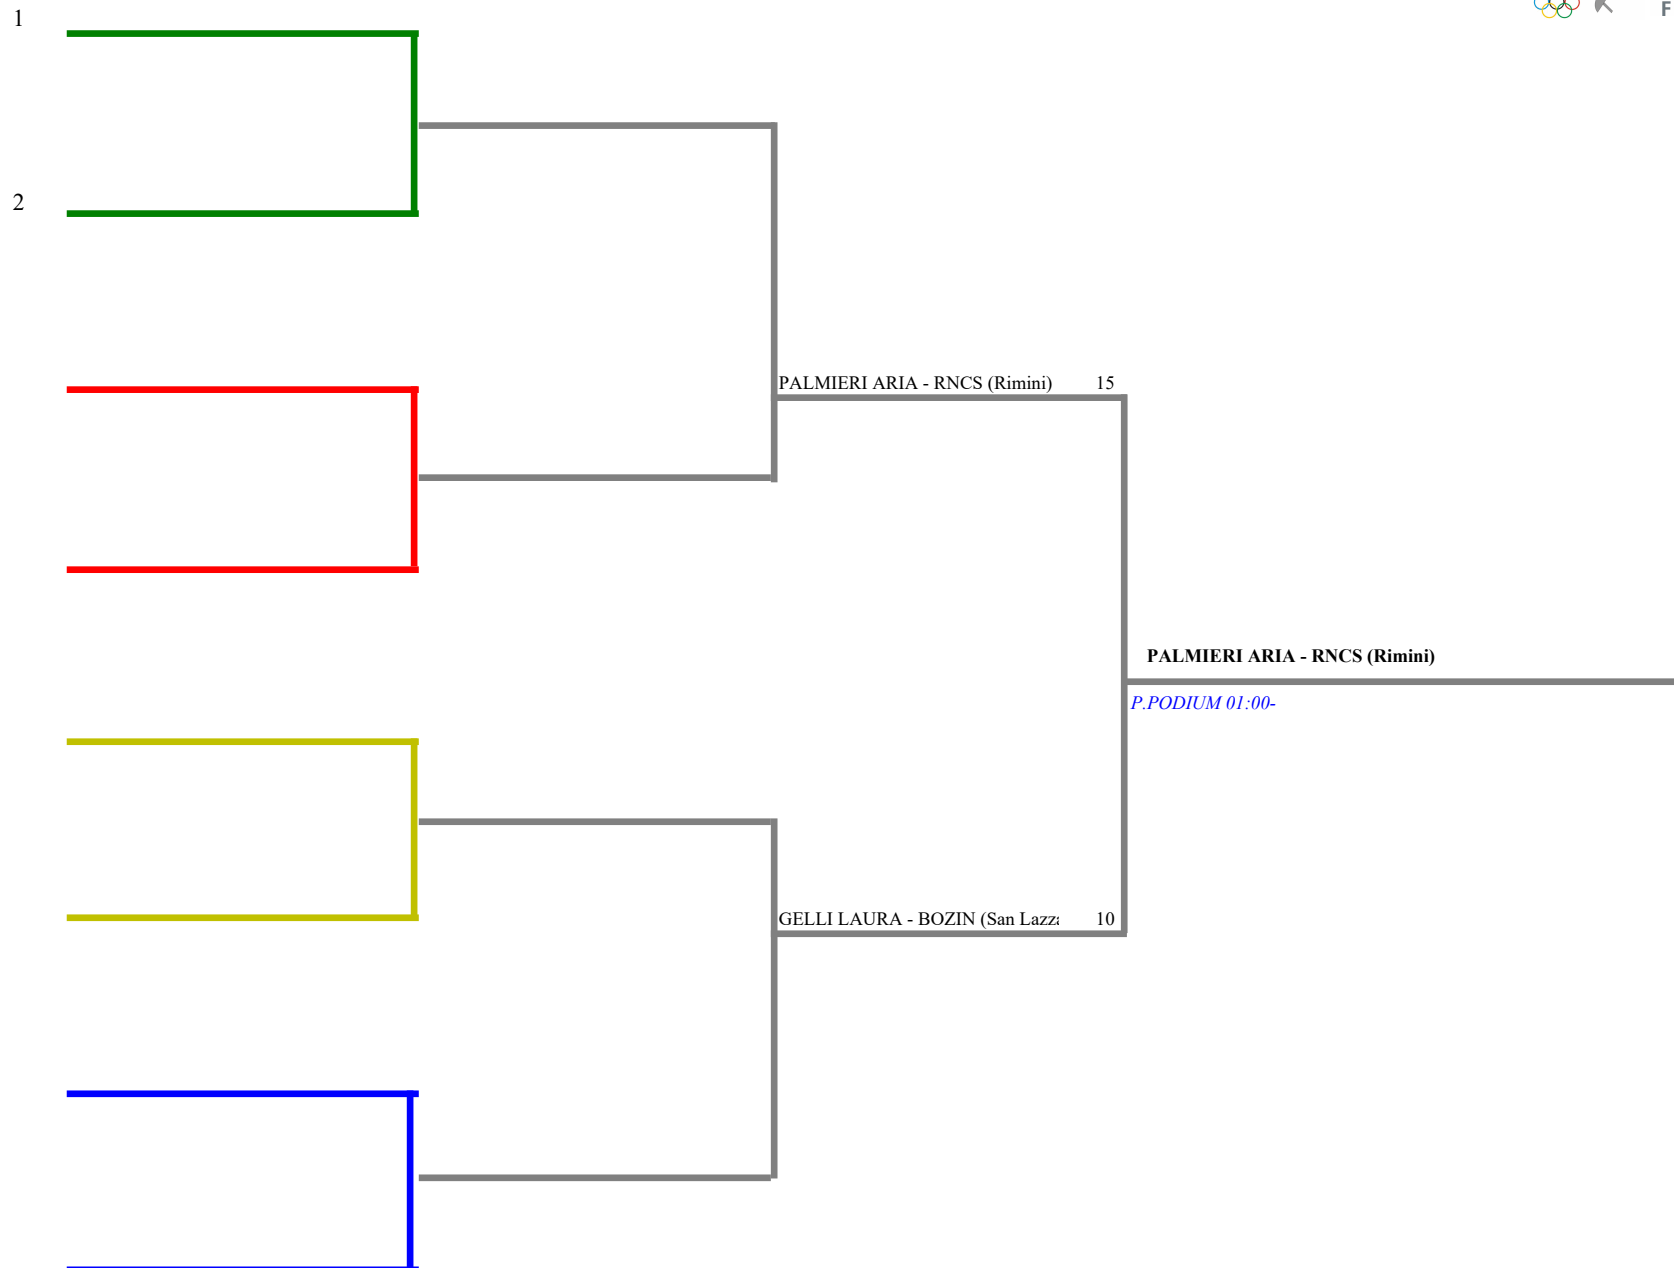 1
F
2
PALMIERI ARIA - RNCS (Rimini) 15
PALMIERI ARIA - RNCS (Rimini)
P.PODIUM 01:00-
GELLI LAURA - BOZIN (San Lazz 10